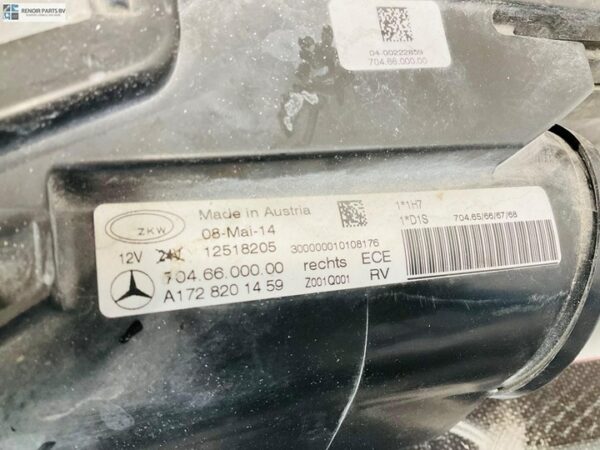 RENOIR PARTS BV
04-00222859
704.66.000.00
Made in Austria
ZKW
08-Mai-14
12V 24V 12518205
300000010108176
704.66.000.00 rechts ECE
A172 820 14 59 Z001Q001 RV
1*1H7
1*D1S 704.65/66/67/68